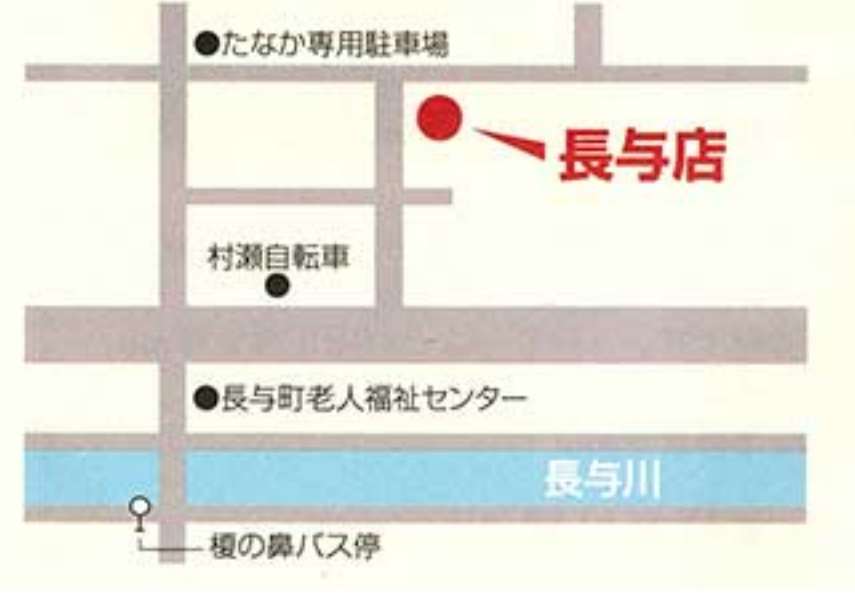 ●たなか専用駐車場
長与店
村瀬自転車
●長与町老人福祉センター
長与川
榎の鼻バス停